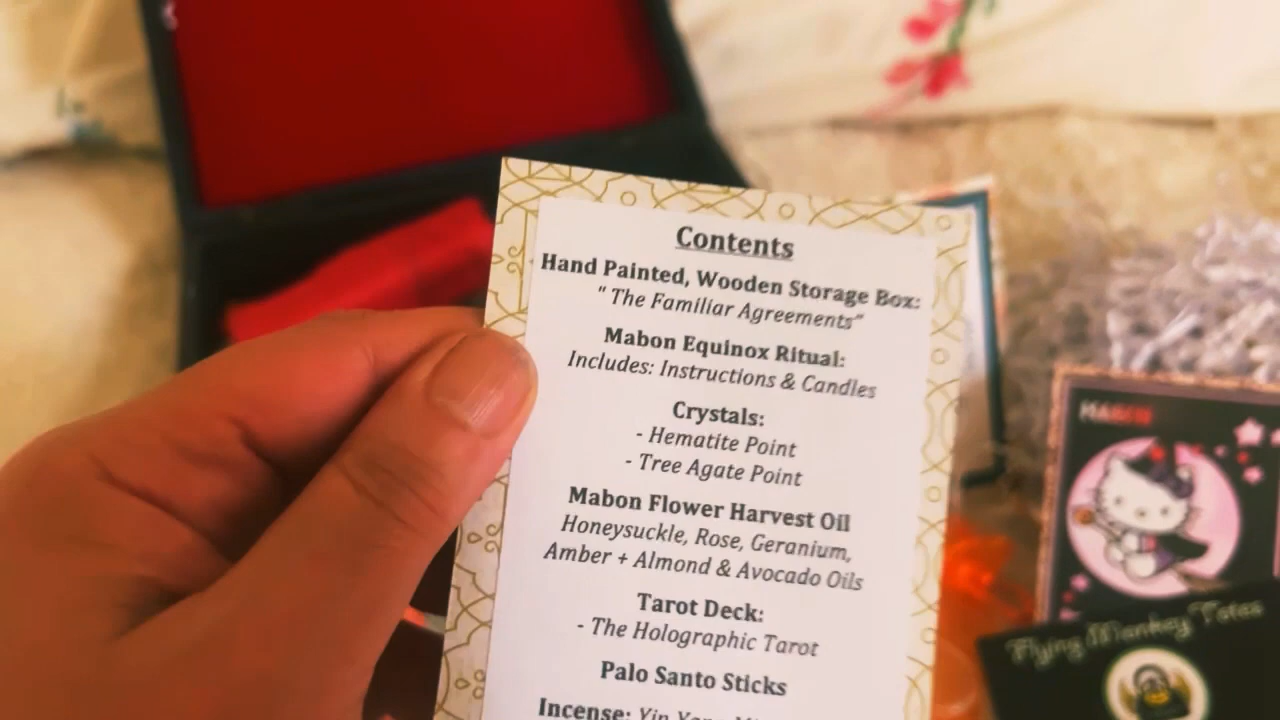 Contents
Hand Painted, Wooden Storage Box:
" The Familiar Agreements"
Mabon Equinox Ritual:
Includes: Instructions & Candles
Crystals:
- Hematite Point
- Tree Agate Point
Mabon Flower Harvest Oil
Honeysuckle, Rose, Geranium,
Amber + Almond & Avocado Oils
Tarot Deck:
- The Holographic Tarot
Palo Santo Sticks
Incense: Yin Yang
MABON
Flying Monkey Totes